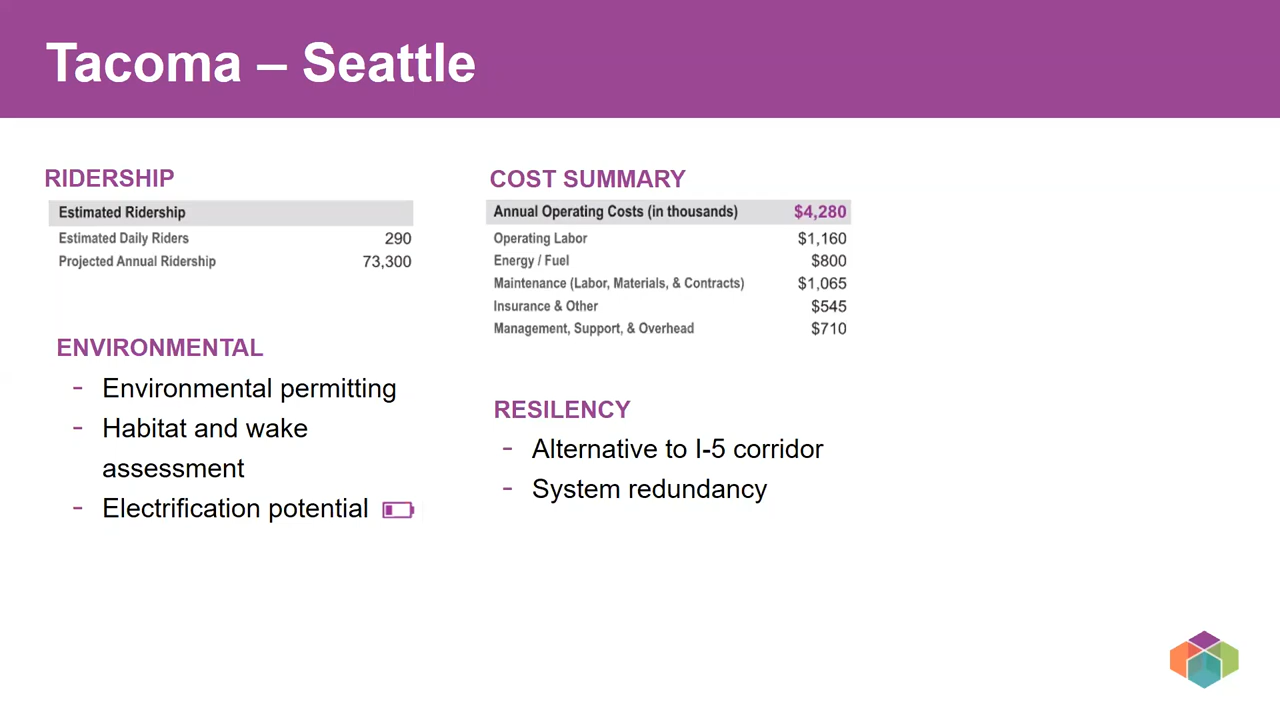 Tacoma – Seattle
RIDERSHIP
Estimated Ridership
Estimated Daily Riders 290
Projected Annual Ridership 73,300
ENVIRONMENTAL
- Environmental permitting
- Habitat and wake
assessment
- Electrification potential
COST SUMMARY
Annual Operating Costs (in thousands) $4,280
Operating Labor $1,160
Energy / Fuel $800
Maintenance (Labor, Materials, & Contracts) $1,065
Insurance & Other $545
Management, Support, & Overhead $710
RESILENCY
- Alternative to I-5 corridor
- System redundancy